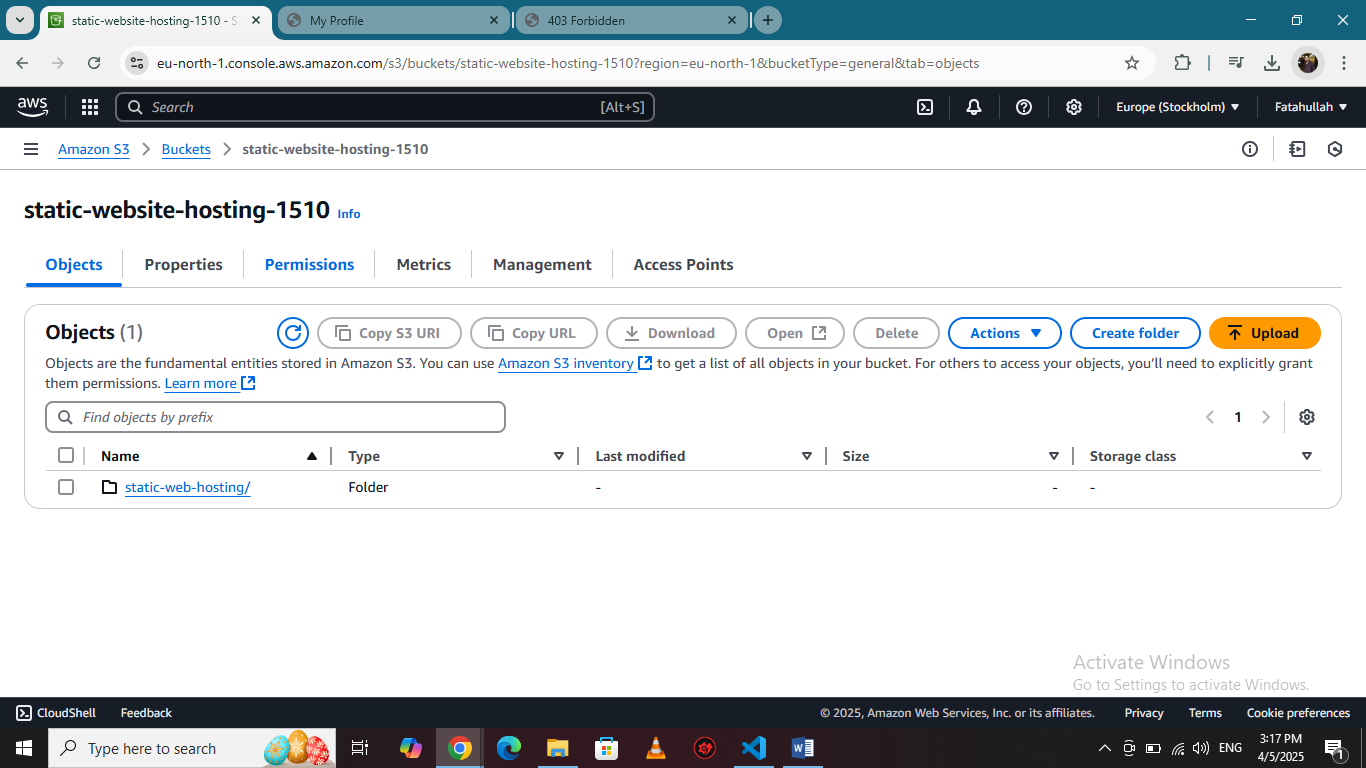 static-website-hosting-1510 - S
My Profile
403 Forbidden
eu-north-1.console.aws.amazon.com/s3/buckets/static-website-hosting-1510?region=eu-north-1&bucketType=general&tab=objects
aws
Search
[Alt+S]
Europe (Stockholm)
Fatahullah
Amazon S3
Buckets
static-website-hosting-1510
static-website-hosting-1510 Info
Objects
Properties
Permissions
Metrics
Management
Access Points
Objects (1)
Copy S3 URI
Copy URL
Download
Open
Delete
Actions
Create folder
Upload
Objects are the fundamental entities stored in Amazon S3. You can use Amazon S3 inventory to get a list of all objects in your bucket. For others to access your objects, you’ll need to explicitly grant
them permissions. Learn more
Find objects by prefix
1
Name
Type
Last modified
Size
Storage class
static-web-hosting/
Folder
-
-
-
Activate Windows
Go to Settings to activate Windows.
CloudShell
Feedback
© 2025, Amazon Web Services, Inc. or its affiliates.
Privacy
Terms
Cookie preferences
Type here to search
ENG
3:17 PM
4/5/2025
1